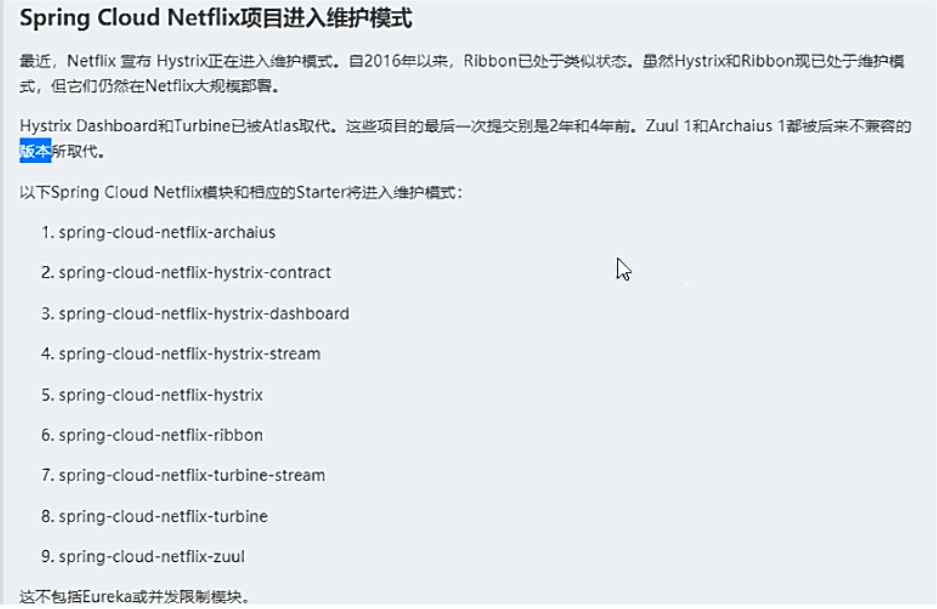 Spring Cloud Netflix项目进入维护模式
最近，Netflix 宣布 Hystrix正在进入维护模式。自2016年以来，Ribbon已处于类似状态。虽然Hystrix和Ribbon现已处于维护模
式，但它们仍然在Netflix大规模部署。
Hystrix Dashboard和Turbine已被Atlas取代。这些项目的最后一次提交别是2年和4年前。Zuul 1和Archaius 1都被后来不兼容的
版本所取代。
以下Spring Cloud Netflix模块和相应的Starter将进入维护模式：
1. spring-cloud-netflix-archaius
2. spring-cloud-netflix-hystrix-contract
3. spring-cloud-netflix-hystrix-dashboard
4. spring-cloud-netflix-hystrix-stream
5. spring-cloud-netflix-hystrix
6. spring-cloud-netflix-ribbon
7. spring-cloud-netflix-turbine-stream
8. spring-cloud-netflix-turbine
9. spring-cloud-netflix-zuul
这不包括Eureka或并发限制模块。